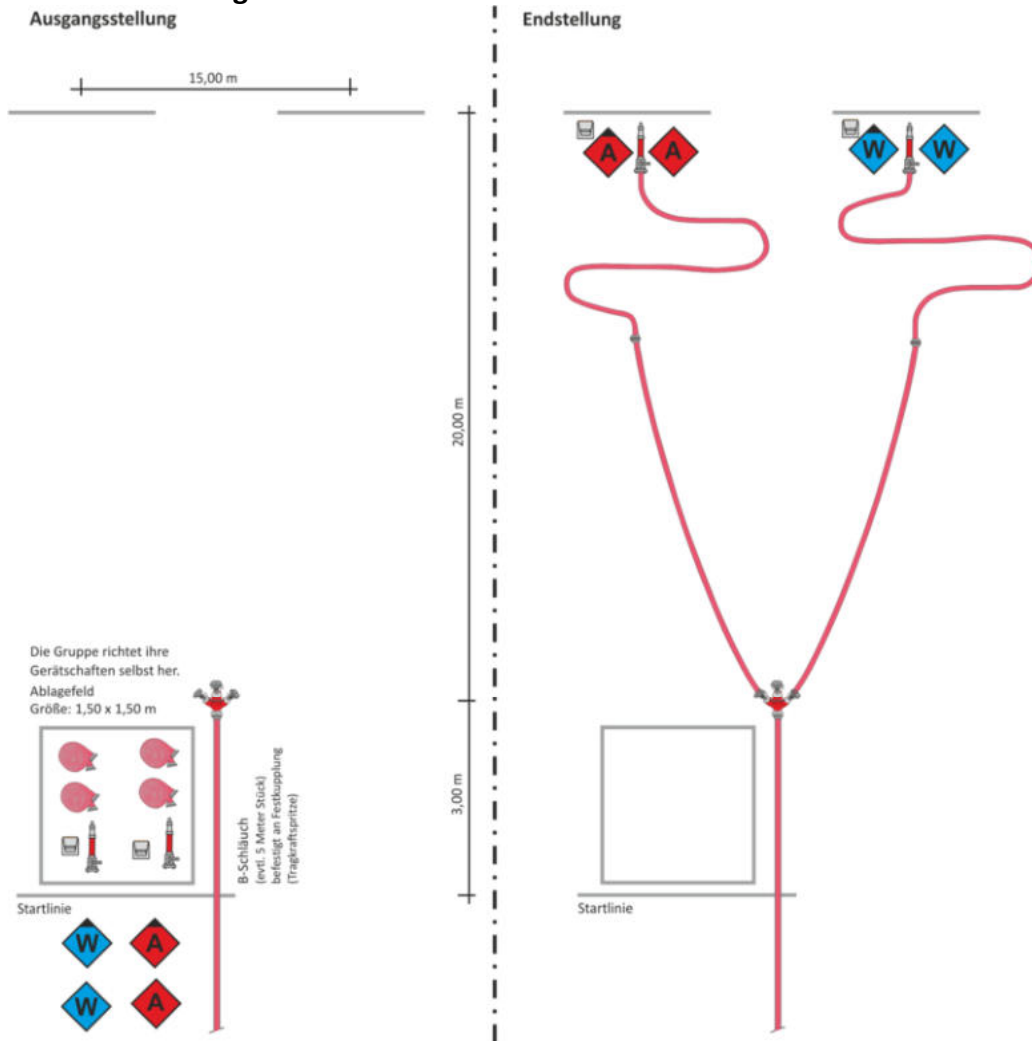 Ausgangsstellung
15,00 m
20,00 m
Die Gruppe richtet ihre
Gerätschaften selbst her.
Ablagefeld
Größe: 1,50 x 1,50 m
B-Schläuch
(evtl. 5 Meter Stück)
befestigt an Festkupplung
(Tragkraftspritze)
3,00 m
Startlinie
W A
W A
Endstellung
A A W W
Startlinie